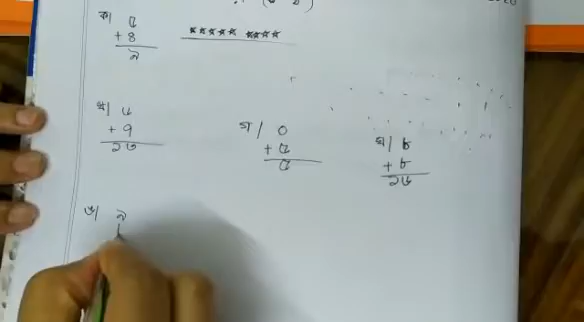 ক| ৫
+ ৪
৯
☆☆☆☆☆ ☆☆☆☆
খ| ৬
+ ৭
১৩
গ| ০
+ ৫
৫
ঘ| ৮
+ ৮
১৬
ঙ| ৯